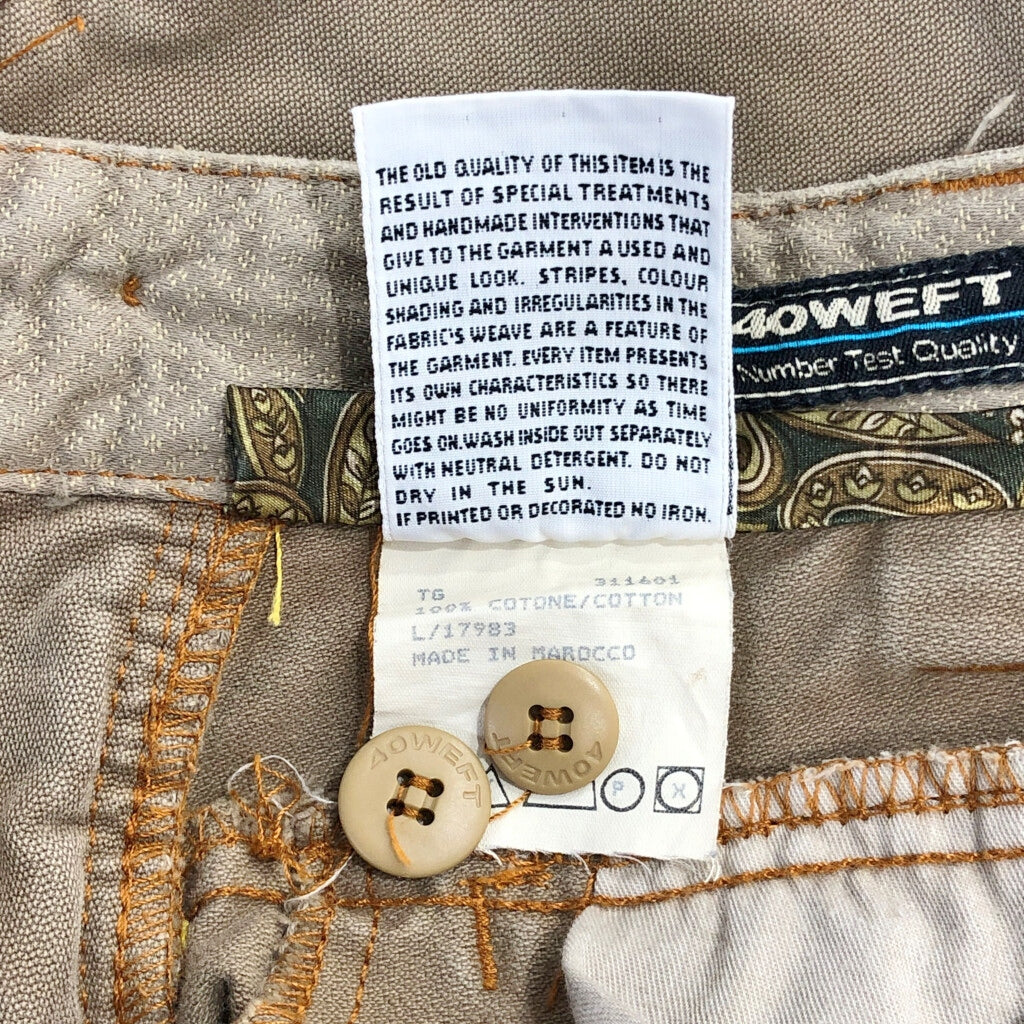 THE OLD QUALITY OF THIS ITEM IS THE
RESULT OF SPECIAL TREATMENTS
AND HANDMADE INTERVENTIONS THAT
GIVE TO THE GARMENT A USED AND
UNIQUE LOOK. STRIPES, COLOUR
SHADING AND IRREGULARITIES IN THE
FABRIC'S WEAVE ARE A FEATURE OF
THE GARMENT. EVERY ITEM PRESENTS
ITS OWN CHARACTERISTICS SO THERE
MIGHT BE NO UNIFORMITY AS TIME
GOES ON. WASH INSIDE OUT SEPARATELY
WITH NEUTRAL DETERGENT. DO NOT
DRY IN THE SUN.
IF PRINTED OR DECORATED NO IRON.
40WEFT
Number Test Quality
TG 311601
100% COTONE/COTTON
L/17983
MADE IN MAROCCO
40WEFT
40WEFT
P